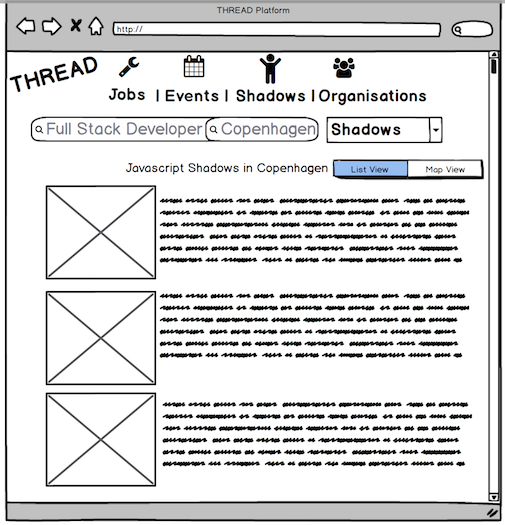 THREAD Platform
http://
THREAD
Jobs | Events | Shadows | Organisations
Full Stack Developer Copenhagen Shadows
Javascript Shadows in Copenhagen List View Map View